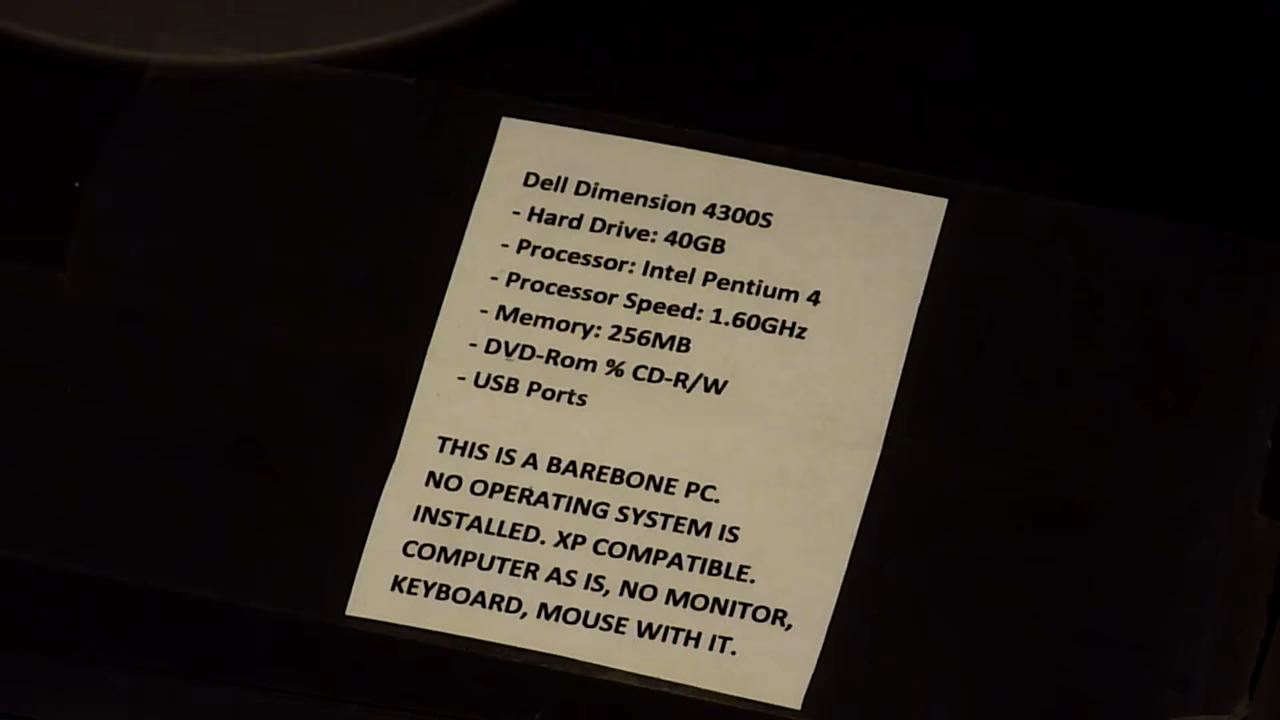 Dell Dimension 4300S
- Hard Drive: 40GB
- Processor: Intel Pentium 4
- Processor Speed: 1.60GHz
- Memory: 256MB
- DVD-Rom % CD-R/W
- USB Ports
THIS IS A BAREBONE PC.
NO OPERATING SYSTEM IS
INSTALLED. XP COMPATIBLE.
COMPUTER AS IS, NO MONITOR,
KEYBOARD, MOUSE WITH IT.